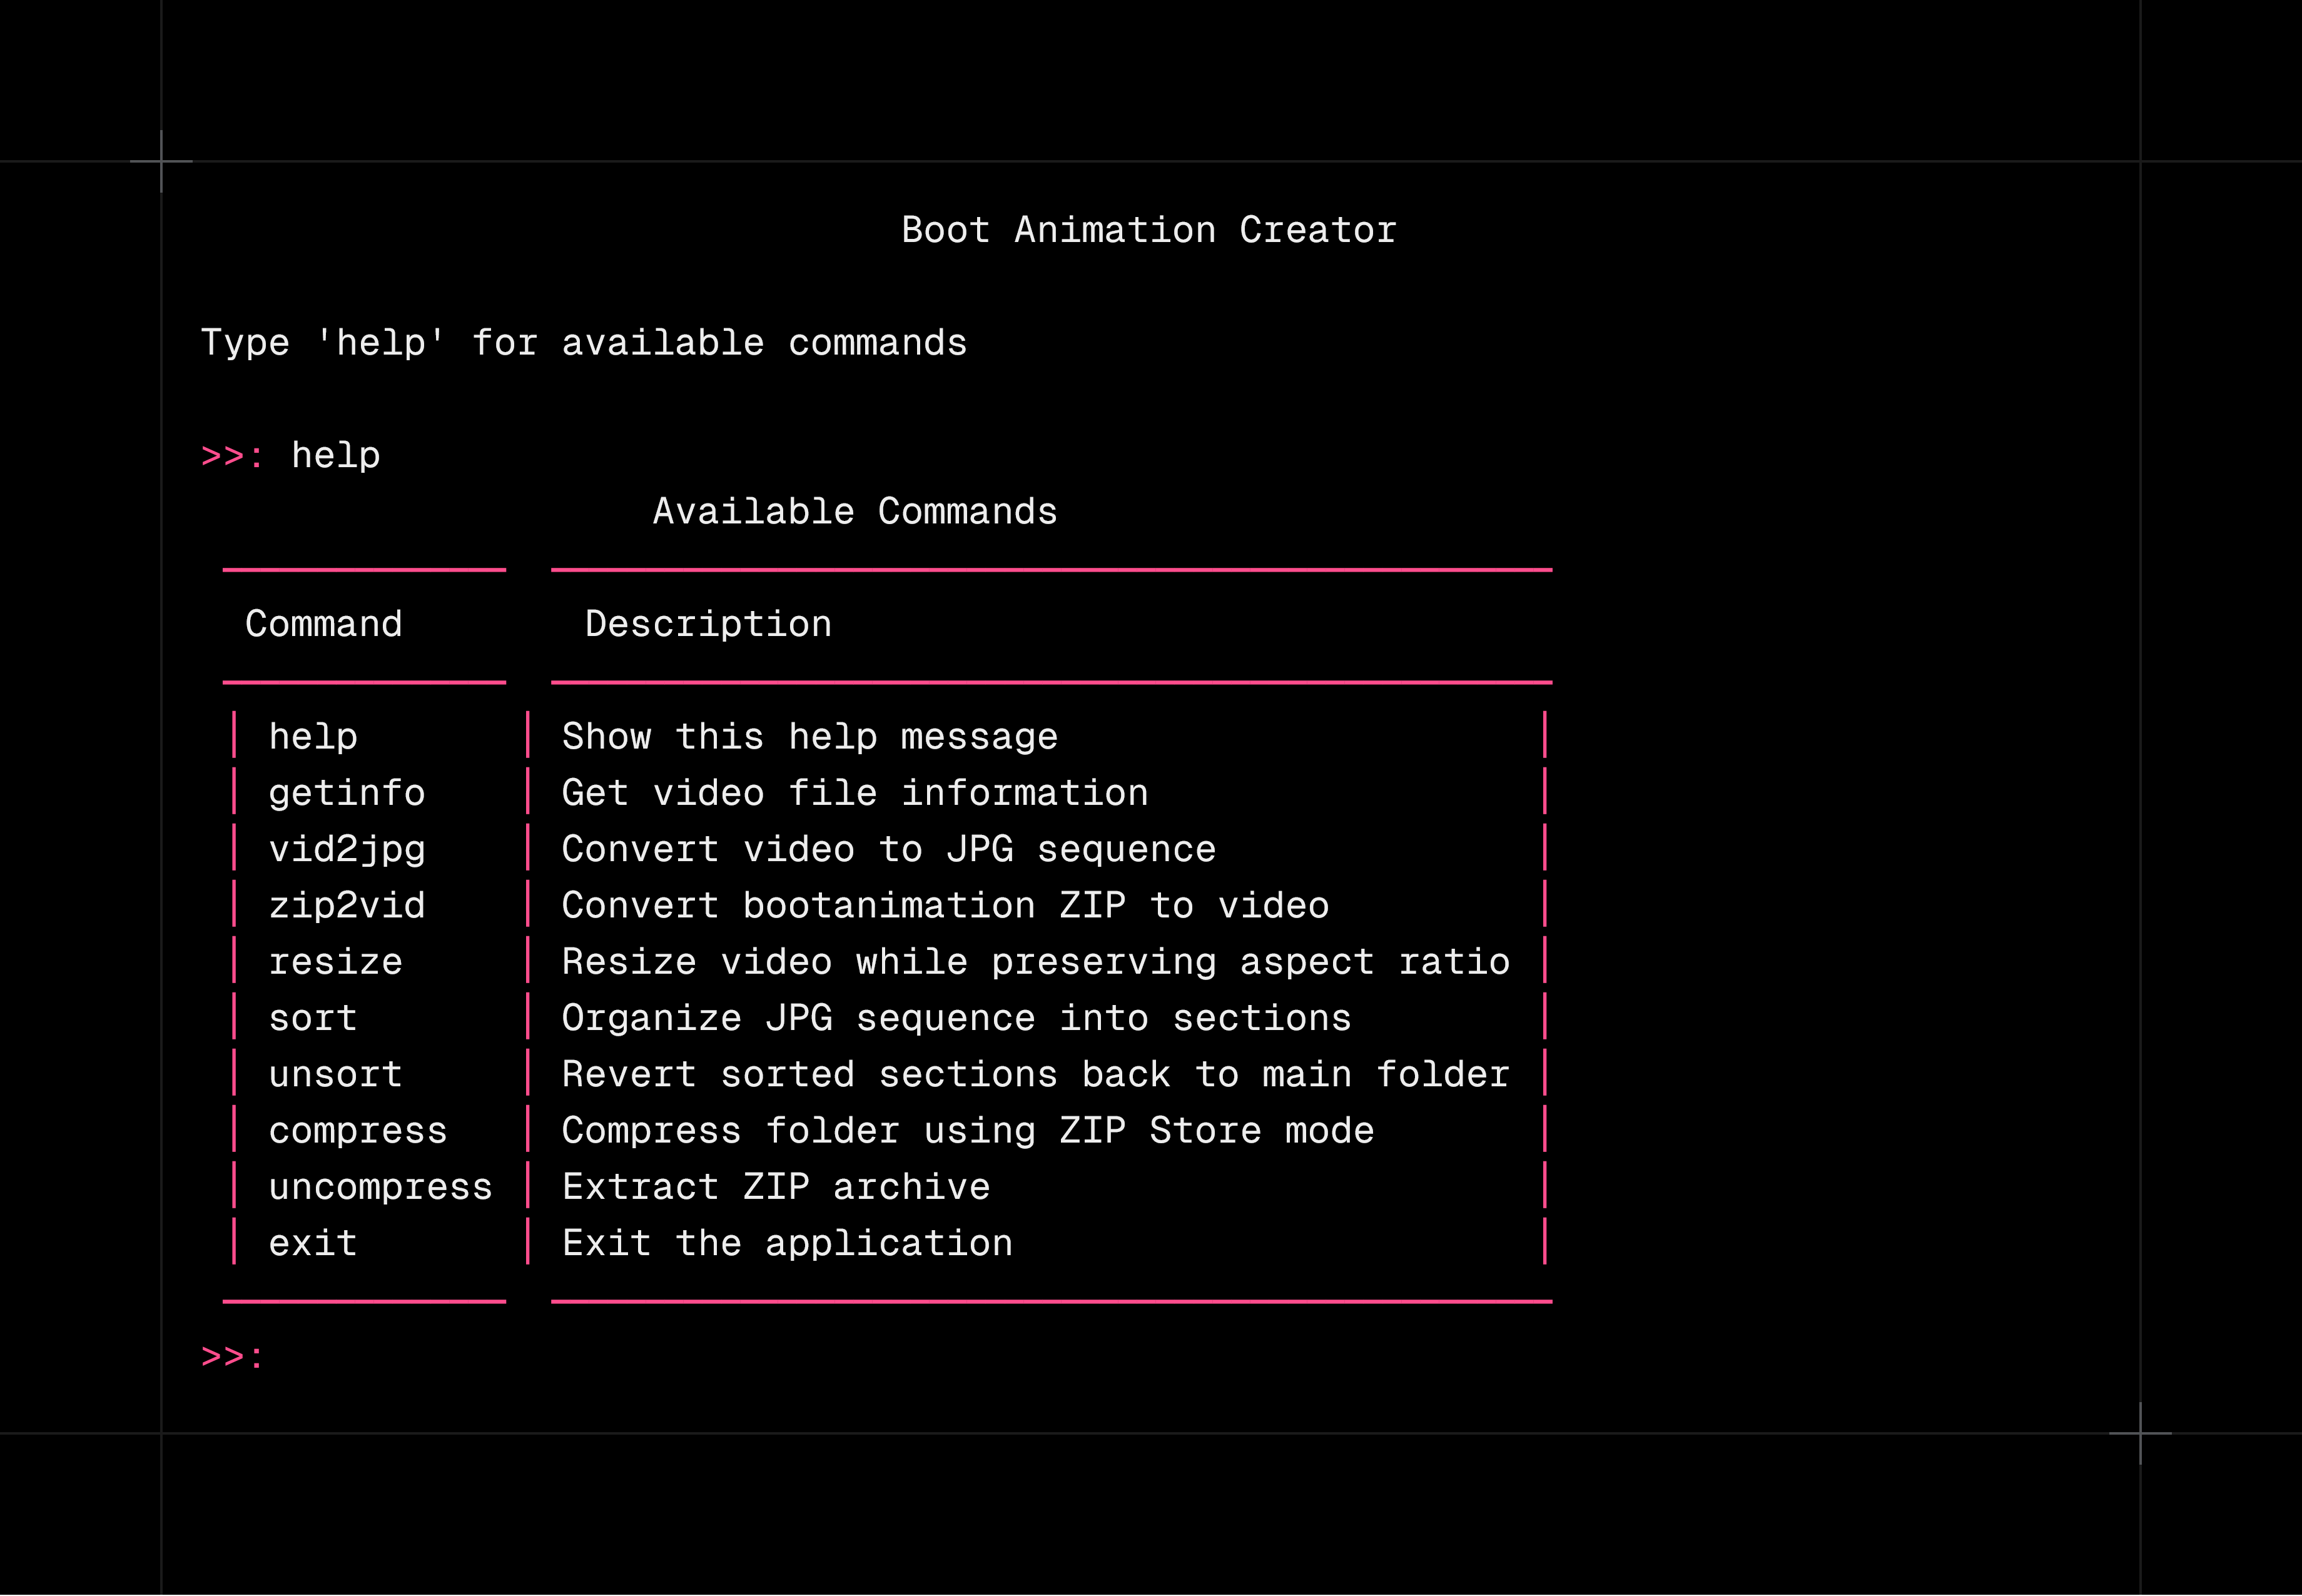 Boot Animation Creator
Type 'help' for available commands
>>: help
Available Commands
Command Description
help Show this help message
getinfo Get video file information
vid2jpg Convert video to JPG sequence
zip2vid Convert bootanimation ZIP to video
resize Resize video while preserving aspect ratio
sort Organize JPG sequence into sections
unsort Revert sorted sections back to main folder
compress Compress folder using ZIP Store mode
uncompress Extract ZIP archive
exit Exit the application
>>: